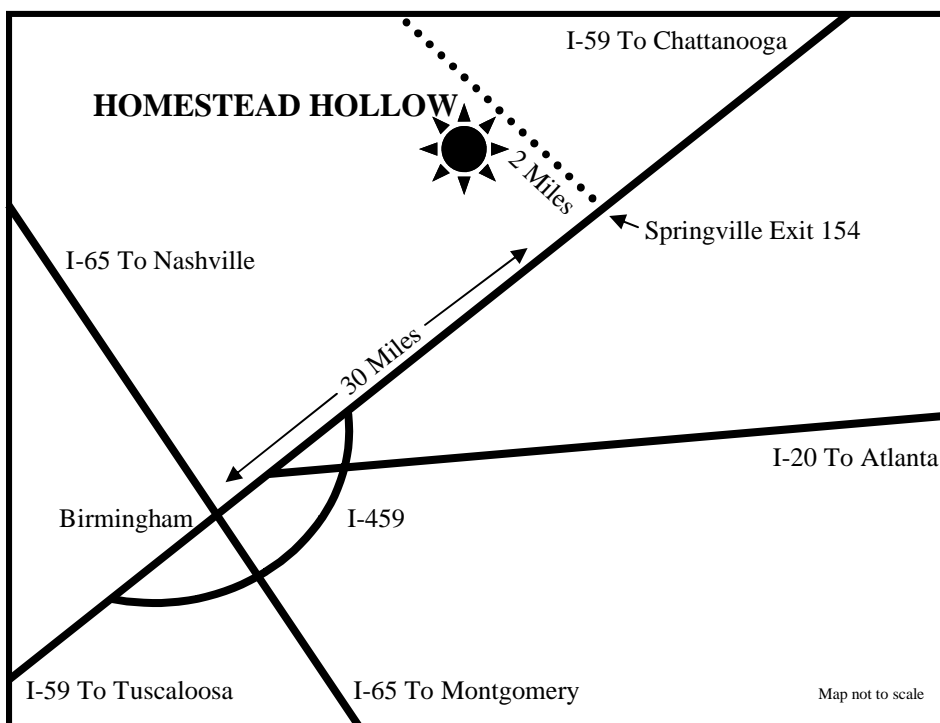 I-59 To Chattanooga
HOMESTEAD HOLLOW
2 Miles
Springville Exit 154
I-65 To Nashville
30 Miles
I-20 To Atlanta
Birmingham
I-459
I-59 To Tuscaloosa
I-65 To Montgomery
Map not to scale